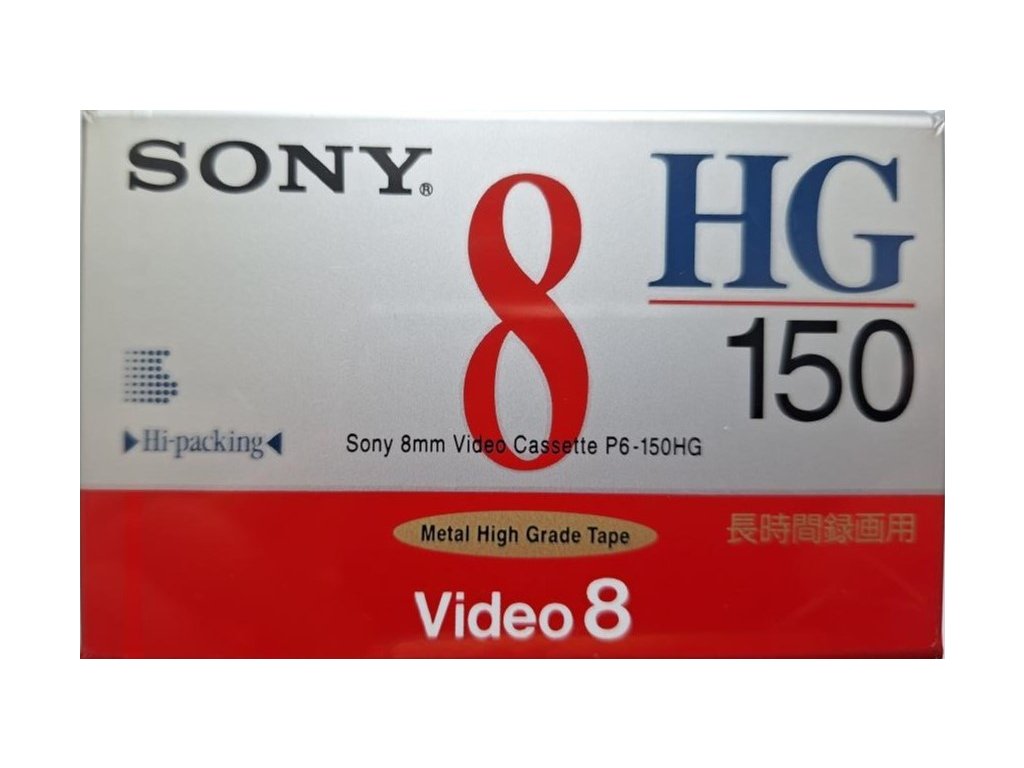 SONY®
8
HG
150
▶Hi-packing◀
Sony 8mm Video Cassette P6-150HG
Metal High Grade Tape
長時間録画用
Video 8